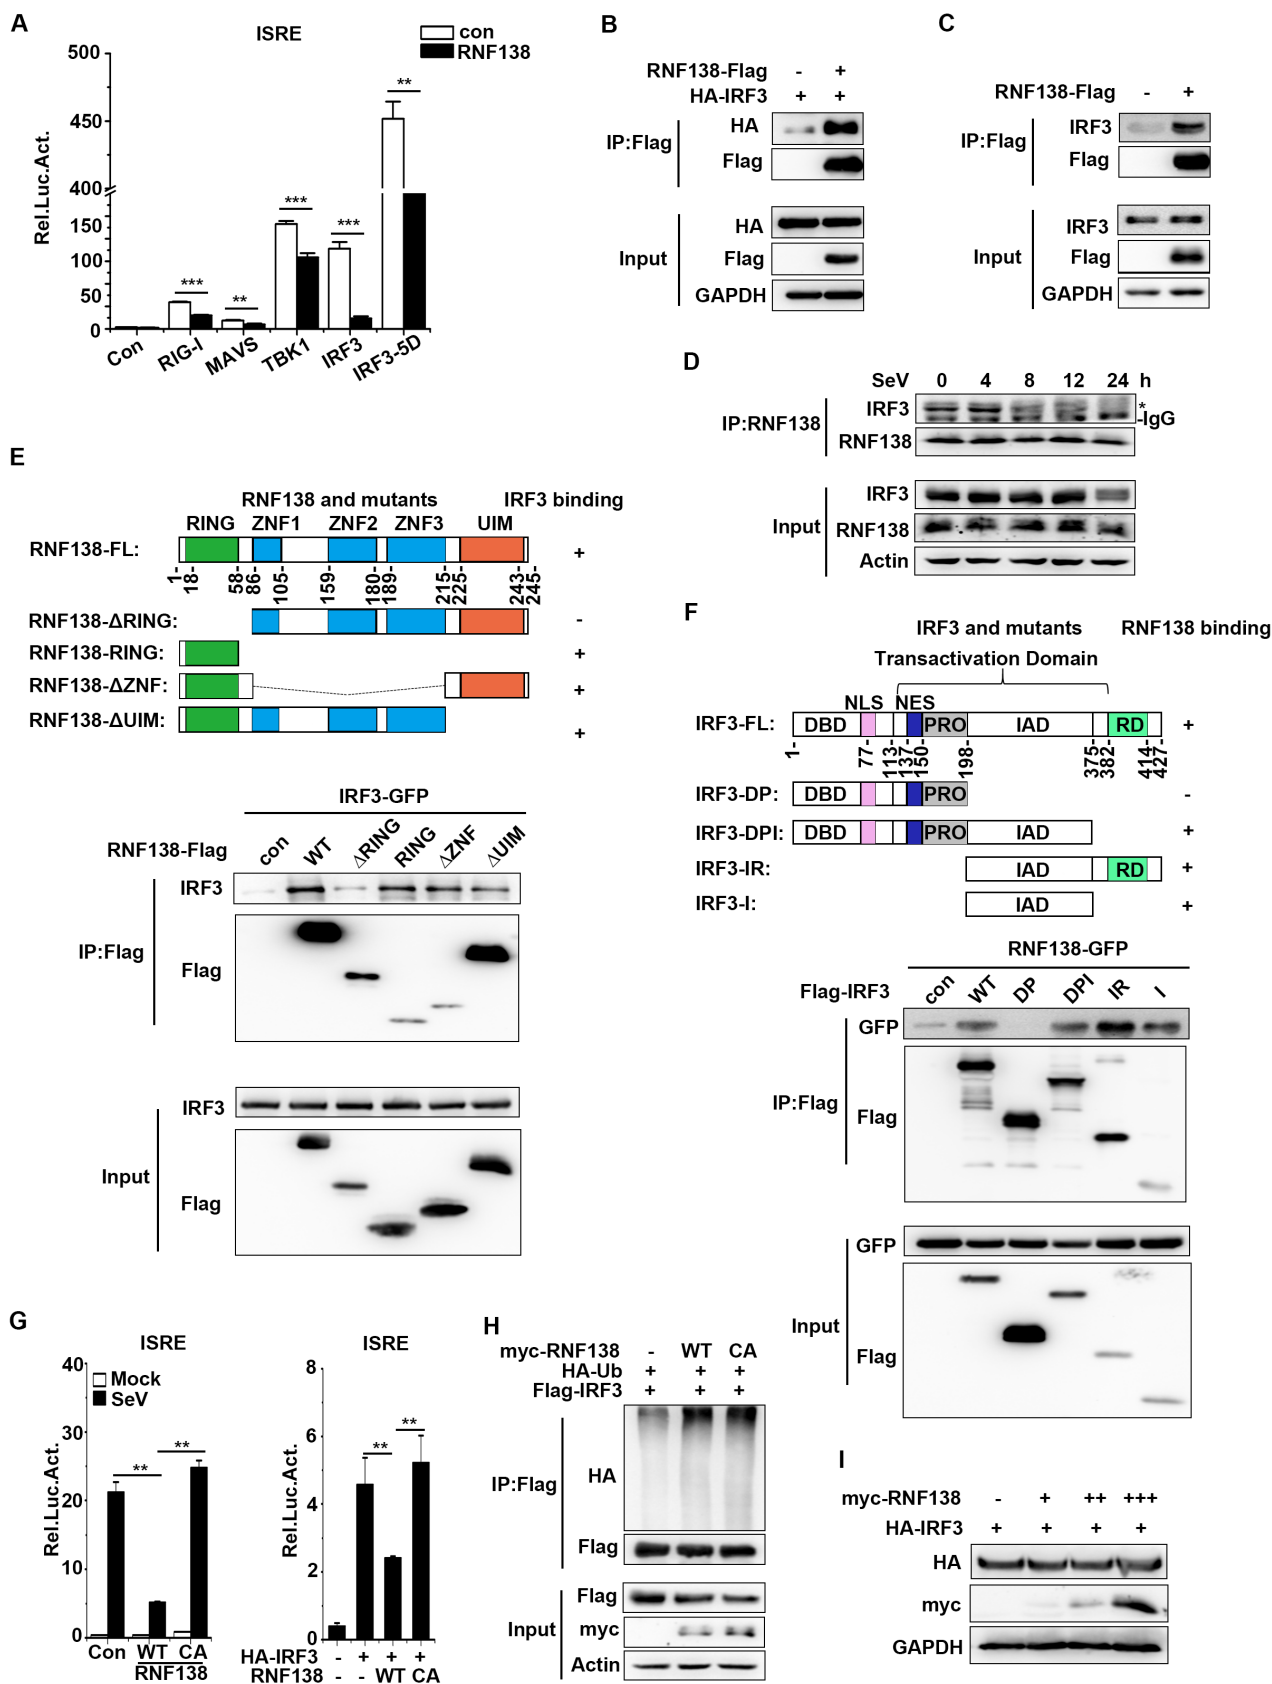 A
ISRE
con
RNF138
Rel.Luc.Act.
500
450
400
150
100
50
0
*** ** *** *** **
Con RIG-I MAVS TBK1 IRF3 IRF3-5D
B
RNF138-Flag - +
HA-IRF3 + +
IP:Flag
HA
Flag
Input
HA
Flag
GAPDH
C
RNF138-Flag - +
IP:Flag
IRF3
Flag
Input
IRF3
Flag
GAPDH
D
SeV 0 4 8 12 24 h
IP:RNF138
IRF3
*
-IgG
RNF138
Input
IRF3
RNF138
Actin
E
RNF138 and mutants IRF3 binding
RING ZNF1 ZNF2 ZNF3 UIM
RNF138-FL: +
1- 18- 58- 86- 105- 159- 180- 189- 215- 225- 243- 245-
RNF138-ΔRING: -
RNF138-RING: +
RNF138-ΔZNF: +
RNF138-ΔUIM: +
IRF3-GFP
RNF138-Flag con WT ΔRING RING ΔZNF ΔUIM
IP:Flag
IRF3
Flag
Input
IRF3
Flag
F
IRF3 and mutants RNF138 binding
Transactivation Domain
NLS NES
IRF3-FL: DBD PRO IAD RD +
1- 77- 113- 137- 150- 198- 375- 382- 414- 427-
IRF3-DP: DBD PRO -
IRF3-DPI: DBD PRO IAD +
IRF3-IR: IAD RD +
IRF3-I: IAD +
RNF138-GFP
Flag-IRF3 con WT DP DPI IR I
IP:Flag
GFP
Flag
Input
GFP
Flag
G
ISRE
Mock
SeV
Rel.Luc.Act.
40
30
20
10
0
** **
Con WT CA
RNF138
ISRE
Rel.Luc.Act.
8
6
4
2
0
** **
HA-IRF3 - + + +
RNF138 - - WT CA
H
myc-RNF138 - WT CA
HA-Ub + + +
Flag-IRF3 + + +
IP:Flag
HA
Flag
Input
Flag
myc
Actin
I
myc-RNF138 - + ++ +++
HA-IRF3 + + + +
HA
myc
GAPDH